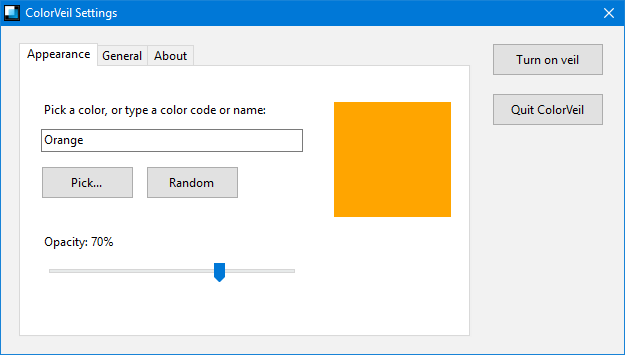 ColorVeil Settings
Appearance
General
About
Turn on veil
Pick a color, or type a color code or name:
Quit ColorVeil
Orange
Pick...
Random
Opacity: 70%